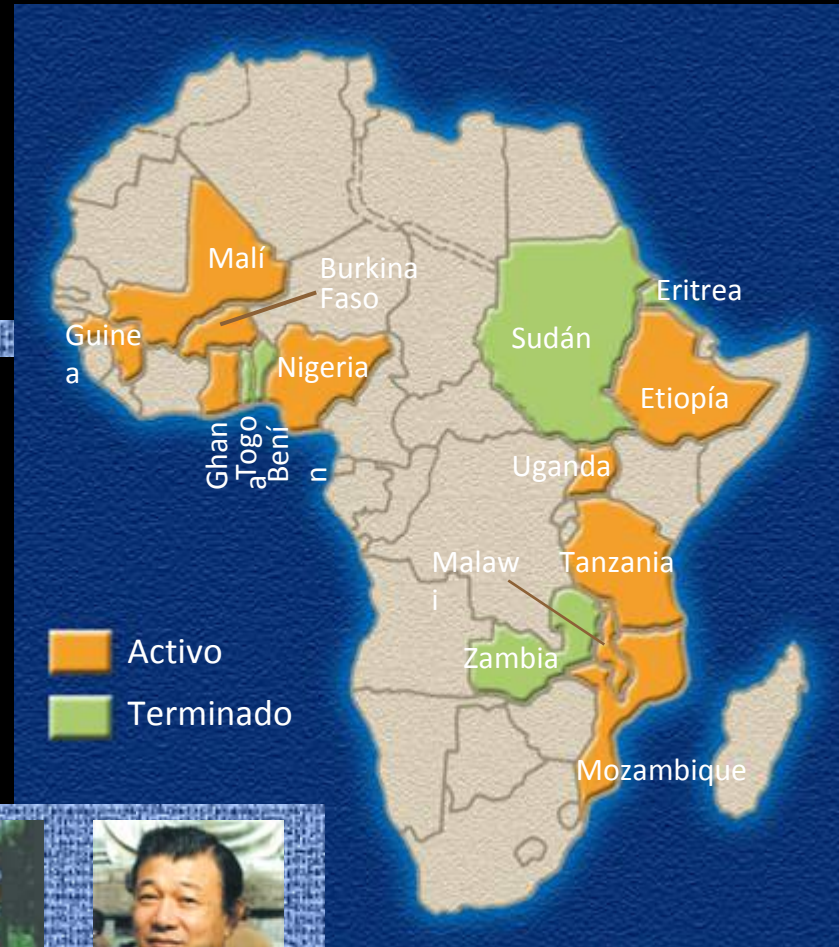 Malí
Burkina
Faso
Eritrea
Guine
a
Sudán
Nigeria
Etiopía
Ghan
a
Togo
Bení
n
Uganda
Malaw
i
Tanzania
Zambia
Activo
Terminado
Mozambique